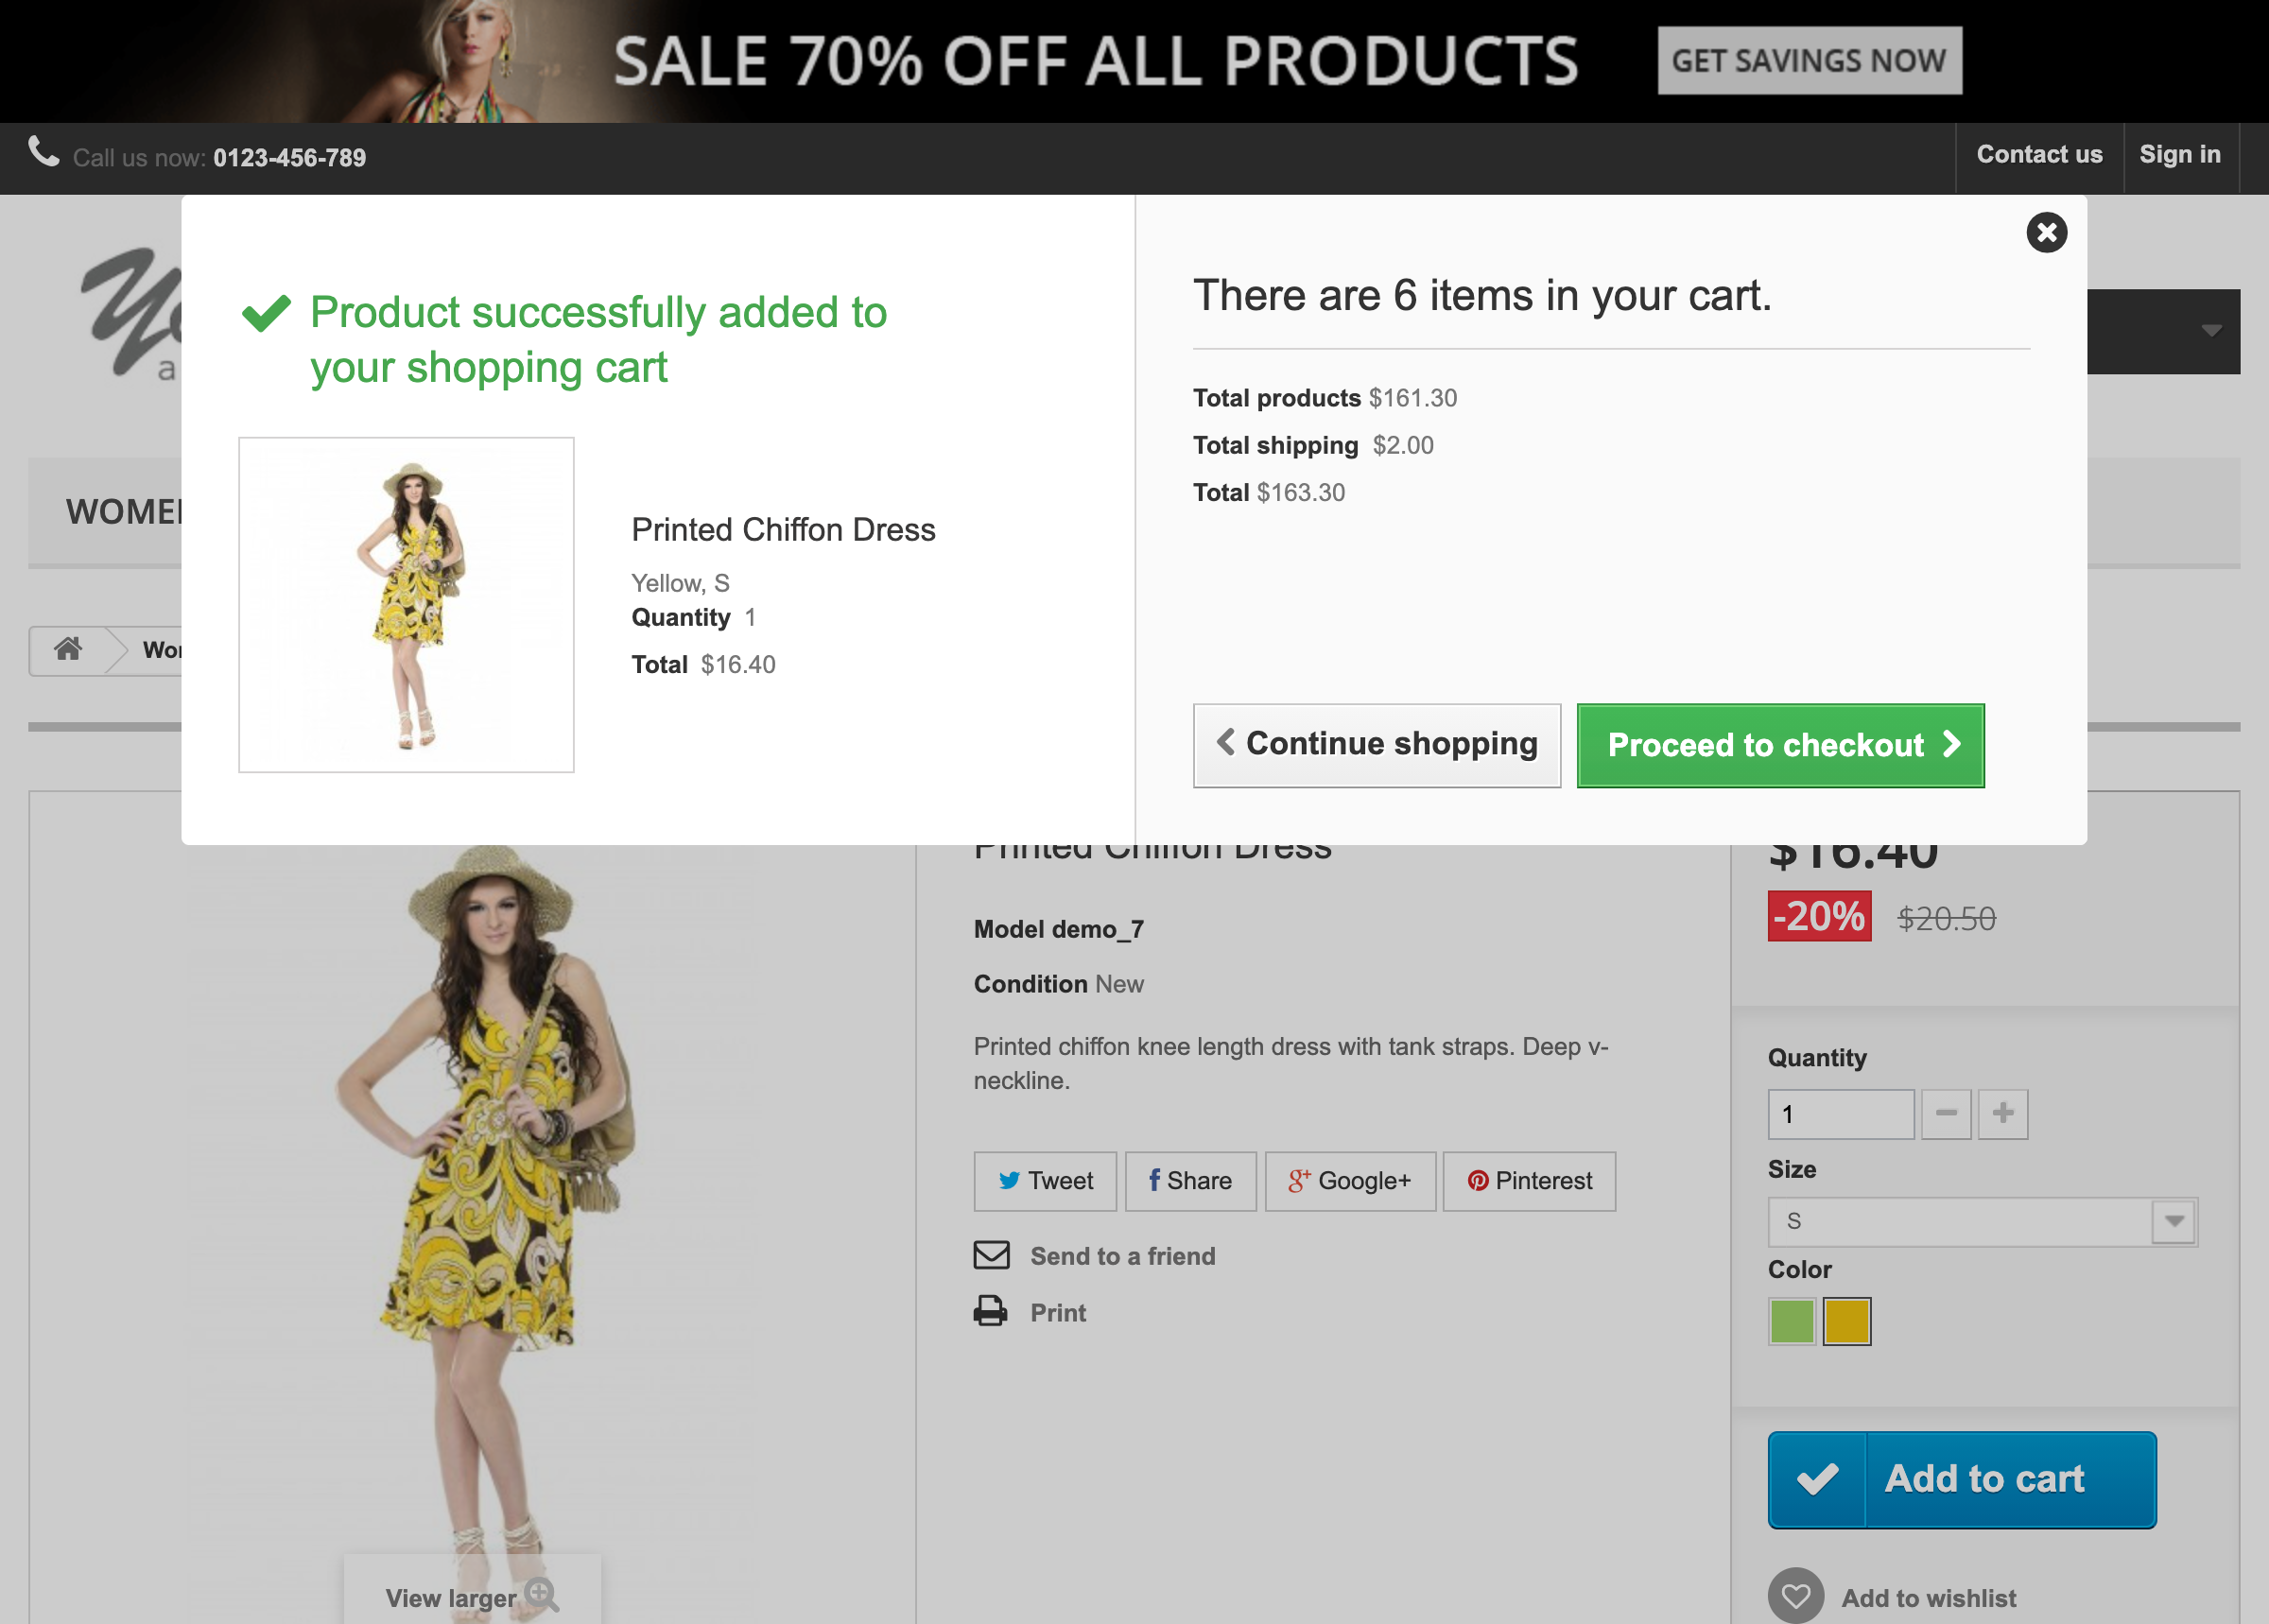 SALE 70% OFF ALL PRODUCTS
GET SAVINGS NOW
Call us now: 0123-456-789
Contact us
Sign in
Product successfully added to
your shopping cart
There are 6 items in your cart.
Total products $161.30
Total shipping $2.00
Total $163.30
Printed Chiffon Dress
Yellow, S
Quantity 1
Total $16.40
Continue shopping
Proceed to checkout
Printed Chiffon Dress
$16.40
-20% $20.50
Model demo_7
Condition New
Printed chiffon knee length dress with tank straps. Deep v-
neckline.
Tweet
Share
Google+
Pinterest
Send to a friend
Print
Quantity
1
Size
S
Color
Add to cart
Add to wishlist
View larger